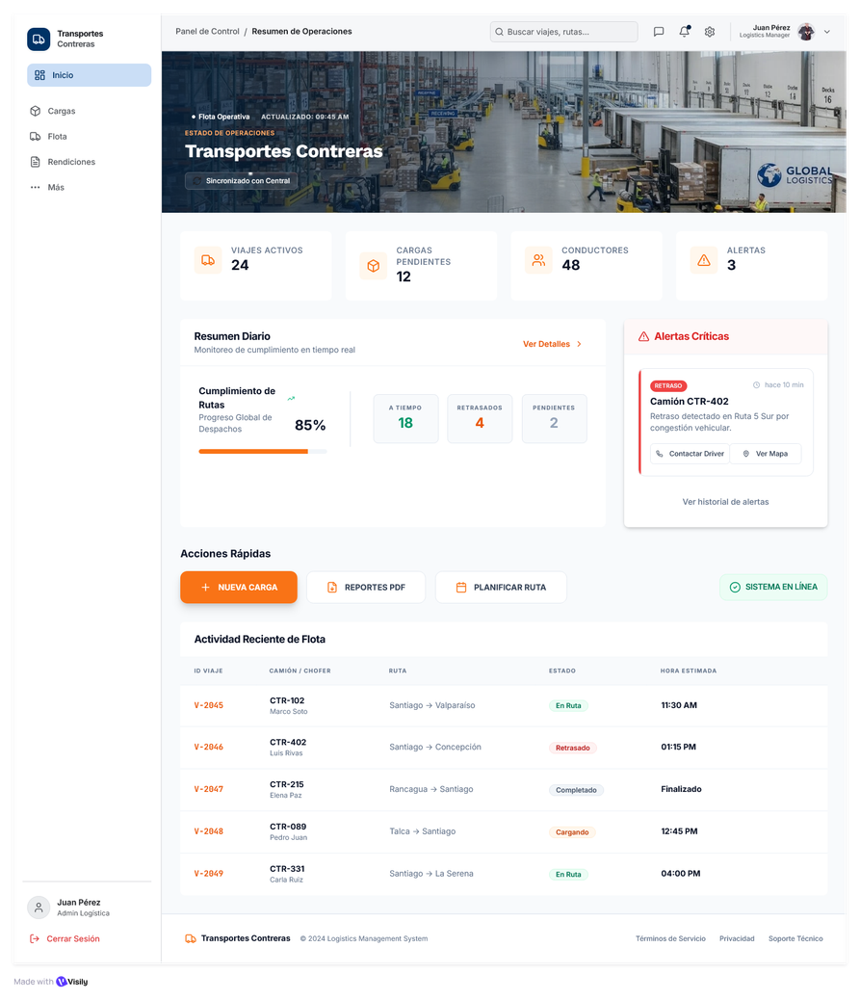 Transportes
Contreras
Inicio
Cargas
Flota
Rendiciones
Más
Juan Pérez
Admin Logística
Cerrar Sesión
Panel de Control / Resumen de Operaciones
Buscar viajes, rutas...
Juan Pérez
Logistics Manager
Flota Operativa
ACTUALIZADO: 09:45 AM
ESTADO DE OPERACIONES
Transportes Contreras
Sincronizado con Central
RECEIVING
Decks
16
GLOBAL
LOGISTICS
VIAJES ACTIVOS
24
CARGAS
PENDIENTES
12
CONDUCTORES
48
ALERTAS
3
Resumen Diario
Monitoreo de cumplimiento en tiempo real
Ver Detalles
Cumplimiento de
Rutas
Progreso Global de
Despachos
85%
A TIEMPO
18
RETRASADOS
4
PENDIENTES
2
Alertas Críticas
RETRASO
hace 10 min
Camión CTR-402
Retraso detectado en Ruta 5 Sur por
congestión vehicular.
Contactar Driver
Ver Mapa
Ver historial de alertas
Acciones Rápidas
NUEVA CARGA
REPORTES PDF
PLANIFICAR RUTA
SISTEMA EN LÍNEA
Actividad Reciente de Flota
ID VIAJE CAMIÓN / CHOFER RUTA ESTADO HORA ESTIMADA
V-2045 CTR-102 Santiago → Valparaíso En Ruta 11:30 AM
Marco Soto
V-2046 CTR-402 Santiago → Concepción Retrasado 01:15 PM
Luis Rivas
V-2047 CTR-215 Rancagua → Santiago Completado Finalizado
Elena Paz
V-2048 CTR-089 Talca → Santiago Cargando 12:45 PM
Pedro Juan
V-2049 CTR-331 Santiago → La Serena En Ruta 04:00 PM
Carla Ruiz
Transportes Contreras © 2024 Logistics Management System
Términos de Servicio Privacidad Soporte Técnico
Made with Visily